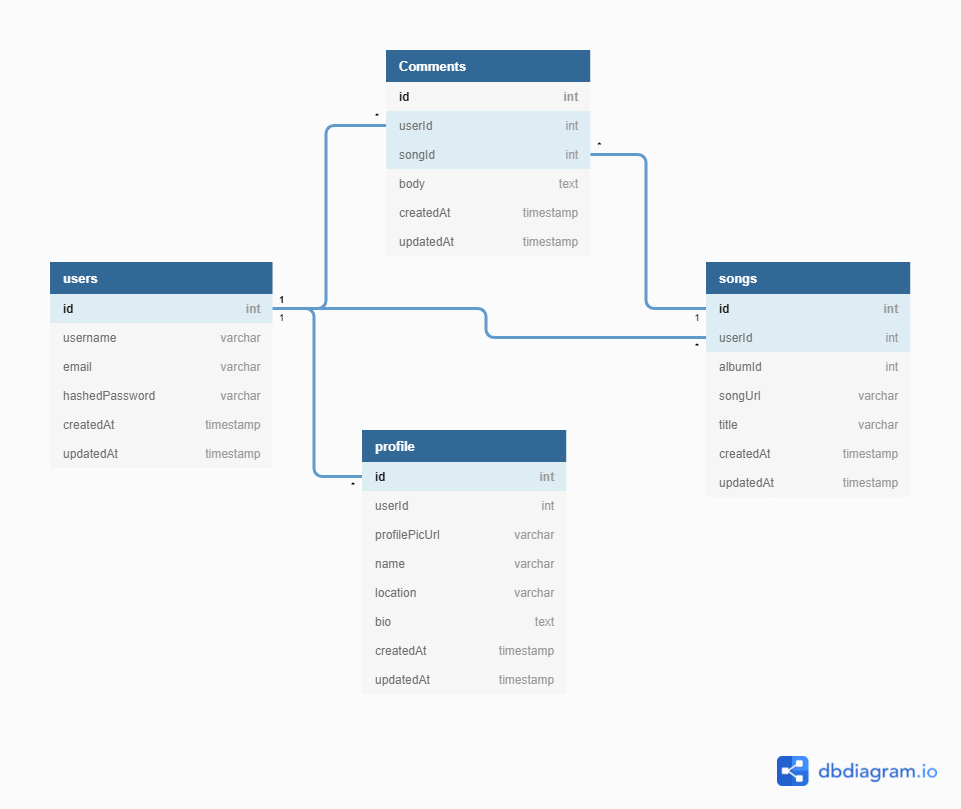 Comments
id int
userId int
songId int
body text
createdAt timestamp
updatedAt timestamp
users
id int
username varchar
email varchar
hashedPassword varchar
createdAt timestamp
updatedAt timestamp
songs
id int
userId int
albumId int
songUrl varchar
title varchar
createdAt timestamp
updatedAt timestamp
profile
id int
userId int
profilePicUrl varchar
name varchar
location varchar
bio text
createdAt timestamp
updatedAt timestamp
*
*
1
1
1
*
*
dbdiagram.io